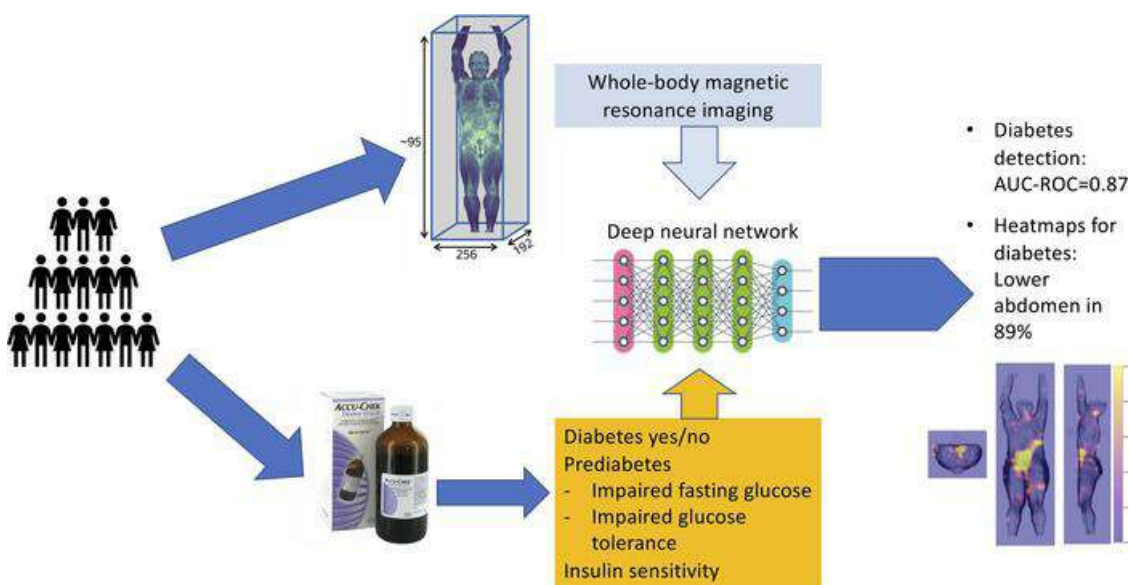 Whole-body magnetic
resonance imaging
~95
256
192
Deep neural network
• Diabetes
detection:
AUC-ROC=0.87
• Heatmaps for
diabetes:
Lower
abdomen in
89%
ACCU-CHEK
Diabetes yes/no
Prediabetes
- Impaired fasting glucose
- Impaired glucose
tolerance
Insulin sensitivity